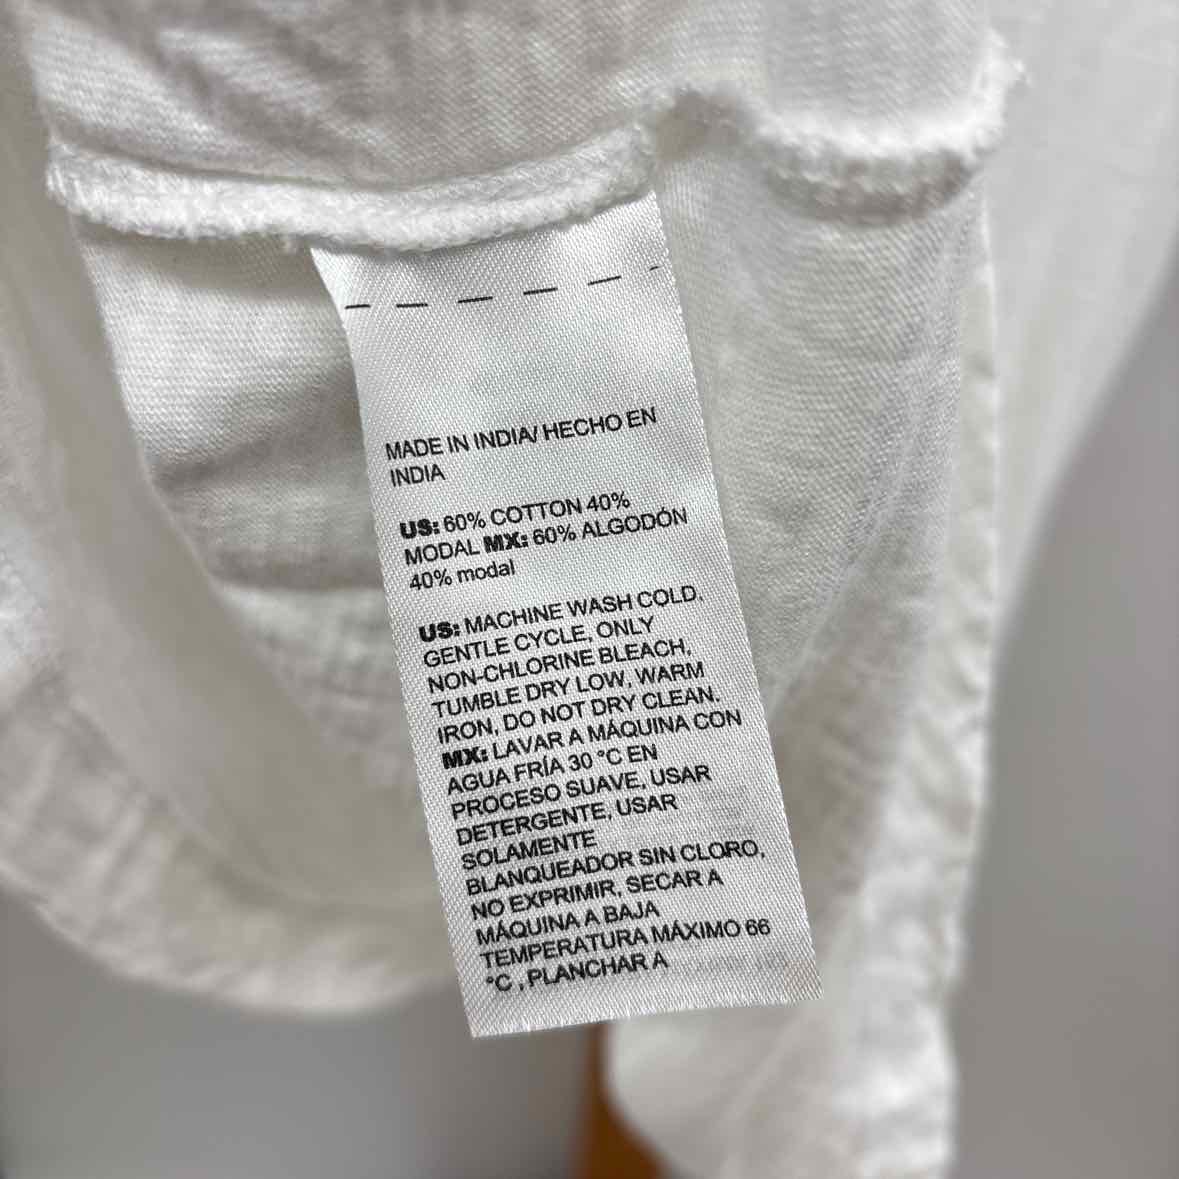 MADE IN INDIA/ HECHO EN
INDIA
US: 60% COTTON 40%
MODAL MX: 60% ALGODÓN
40% modal
US: MACHINE WASH COLD,
GENTLE CYCLE, ONLY
NON-CHLORINE BLEACH,
TUMBLE DRY LOW, WARM
IRON, DO NOT DRY CLEAN.
MX: LAVAR A MÁQUINA CON
AGUA FRÍA 30 °C EN
PROCESO SUAVE, USAR
DETERGENTE, USAR
SOLAMENTE
BLANQUEADOR SIN CLORO,
NO EXPRIMIR, SECAR A
MÁQUINA A BAJA
TEMPERATURA MÁXIMO 66
°C , PLANCHAR A